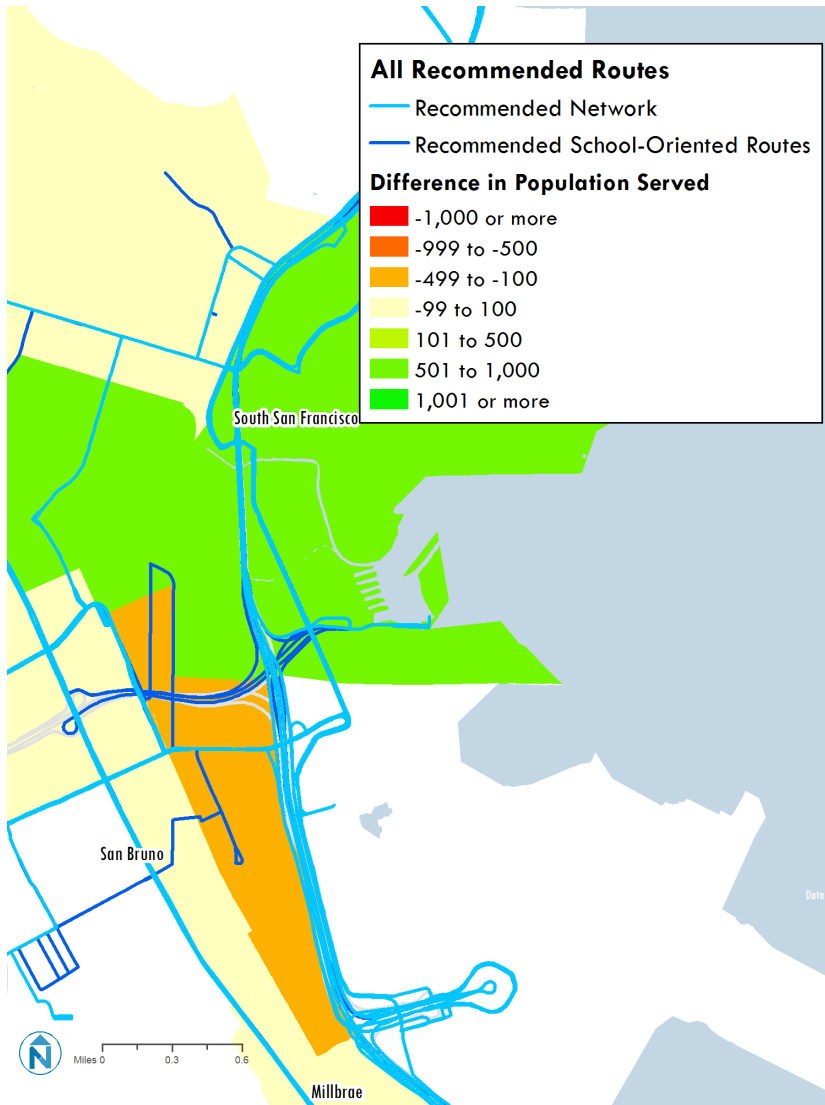 All Recommended Routes
Recommended Network
Recommended School-Oriented Routes
Difference in Population Served
-1,000 or more
-999 to -500
-499 to -100
-99 to 100
101 to 500
501 to 1,000
1,001 or more
South San Francisco
San Bruno
Data
N
Miles 0 0.3 0.6
Millbrae